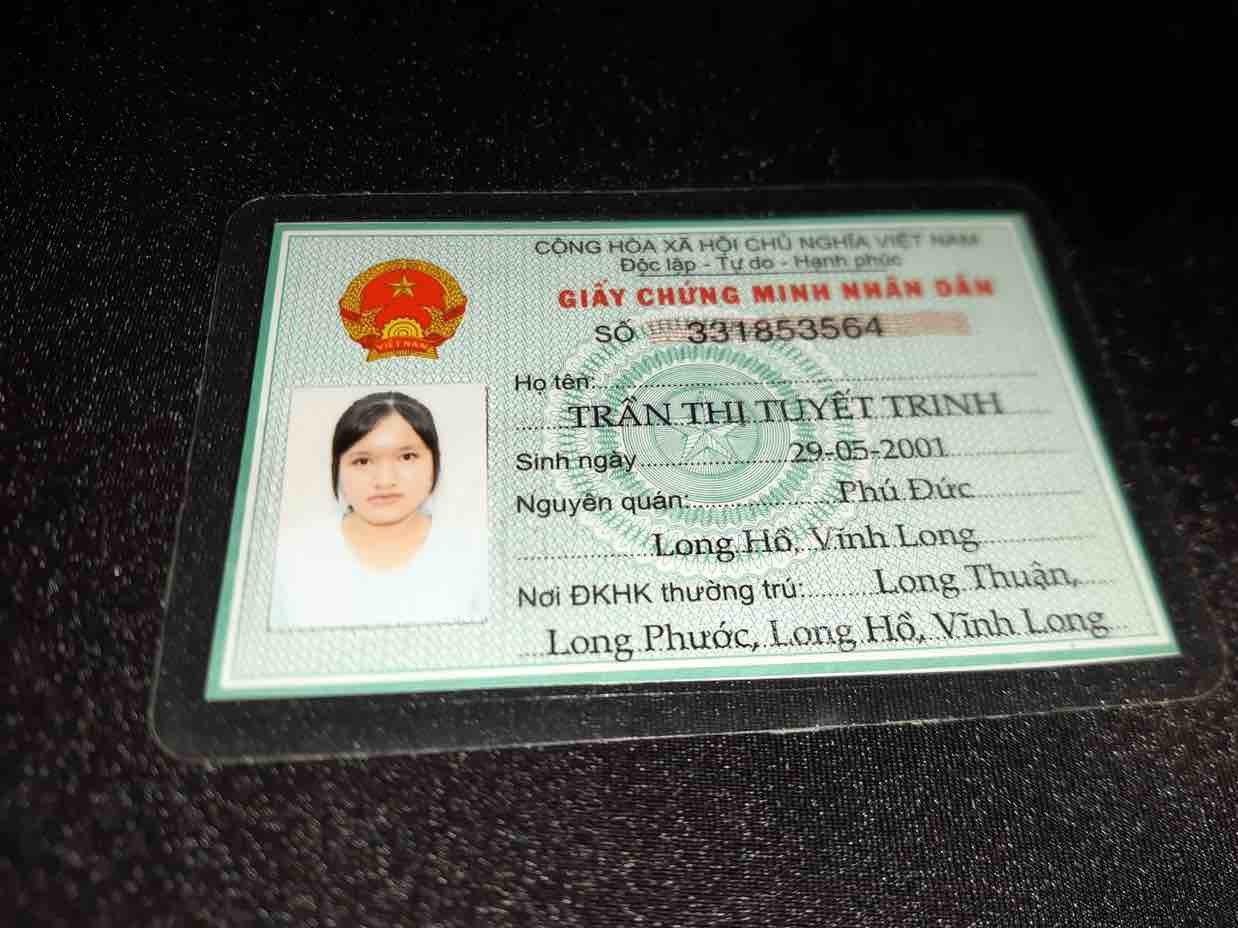 CỘNG HÒA XÃ HỘI CHỦ NGHĨA VIỆT NAM
Độc lập - Tự do - Hạnh phúc
GIẤY CHỨNG MINH NHÂN DÂN
SỐ 331853564
VIỆT NAM
Họ tên:
TRẦN THỊ TUYẾT TRINH
Sinh ngày 29-05-2001
Nguyên quán: Phú Đức
Long Hồ, Vĩnh Long
Nơi ĐKHK thường trú: Long Thuận,
Long Phước, Long Hồ, Vĩnh Long